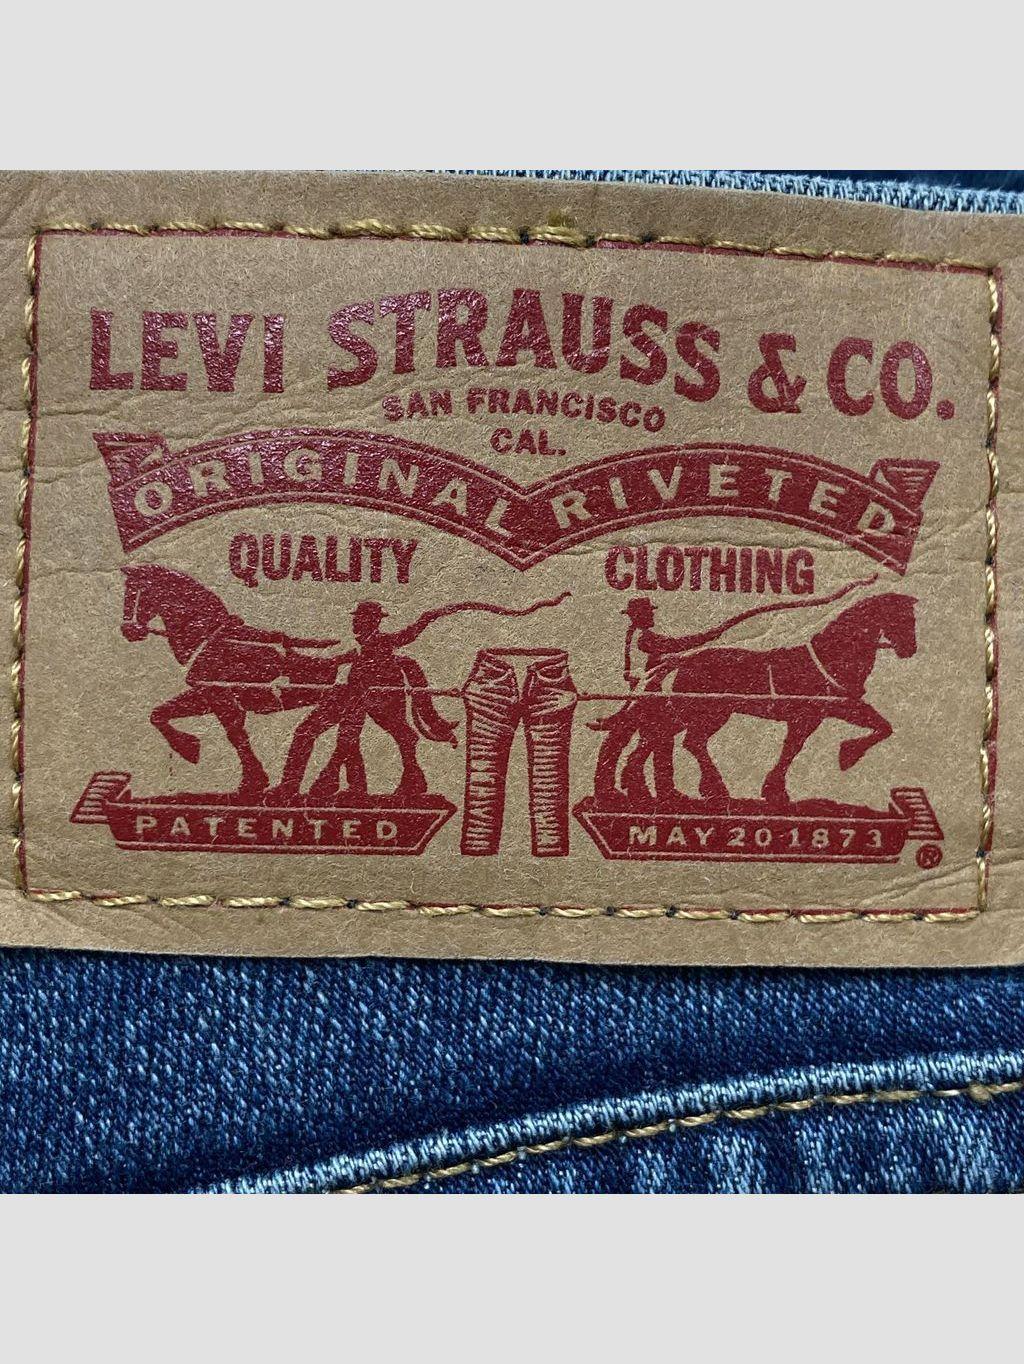 LEVI STRAUSS & CO.
SAN FRANCISCO
CAL.
ORIGINAL RIVETED
QUALITY CLOTHING
PATENTED MAY 20 1873
®